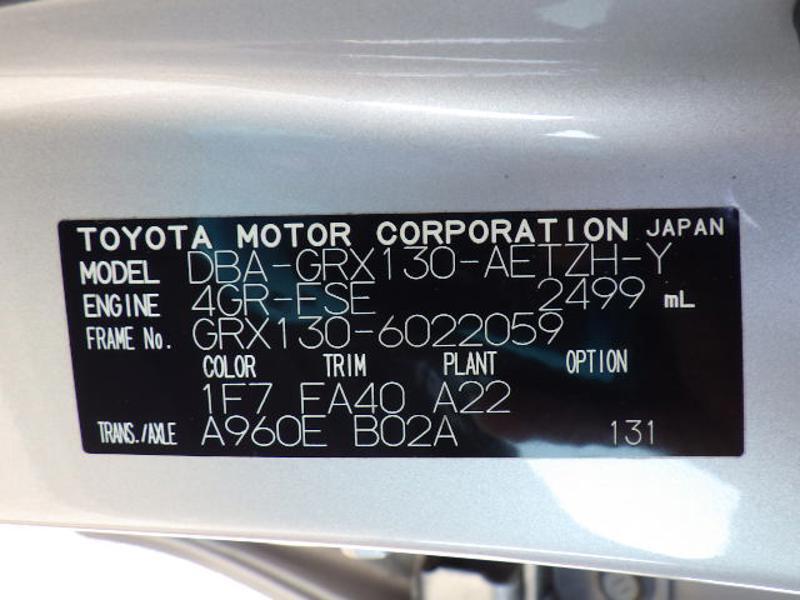 TOYOTA MOTOR CORPORATION JAPAN
MODEL DBA-GRX130-AETZH-Y
ENGINE 4GR-FSE 2499 mL
FRAME No. GRX130-6022059
COLOR TRIM PLANT OPTION
1F7 FA40 A22
TRANS./AXLE A960E B02A 131